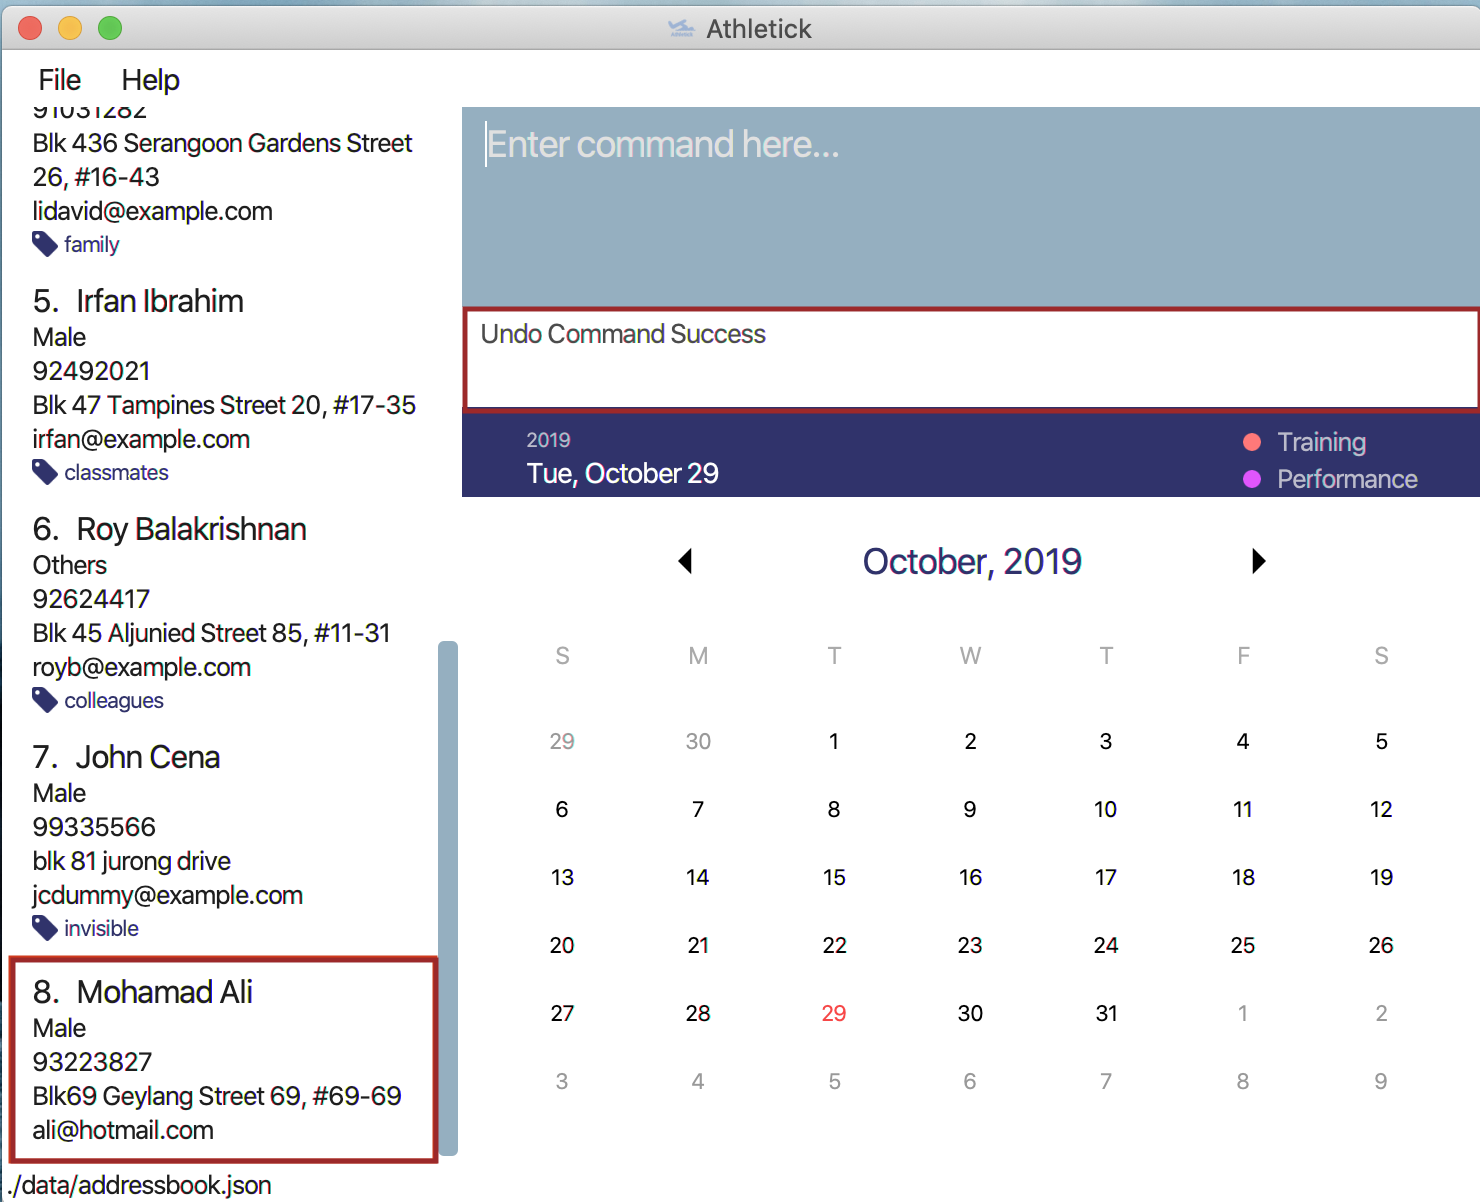 Athletick
File Help
91031282
Blk 436 Serangoon Gardens Street
26, #16-43
lidavid@example.com
family
5. Irfan Ibrahim
Male
92492021
Blk 47 Tampines Street 20, #17-35
irfan@example.com
classmates
6. Roy Balakrishnan
Others
92624417
Blk 45 Aljunied Street 85, #11-31
royb@example.com
colleagues
7. John Cena
Male
99335566
blk 81 jurong drive
jcdummy@example.com
invisible
8. Mohamad Ali
Male
93223827
Blk69 Geylang Street 69, #69-69
ali@hotmail.com
./data/addressbook.json
Enter command here...
Undo Command Success
2019
Tue, October 29
Training
Performance
October, 2019
S M T W T F S
29 30 1 2 3 4 5
6 7 8 9 10 11 12
13 14 15 16 17 18 19
20 21 22 23 24 25 26
27 28 29 30 31 1 2
3 4 5 6 7 8 9